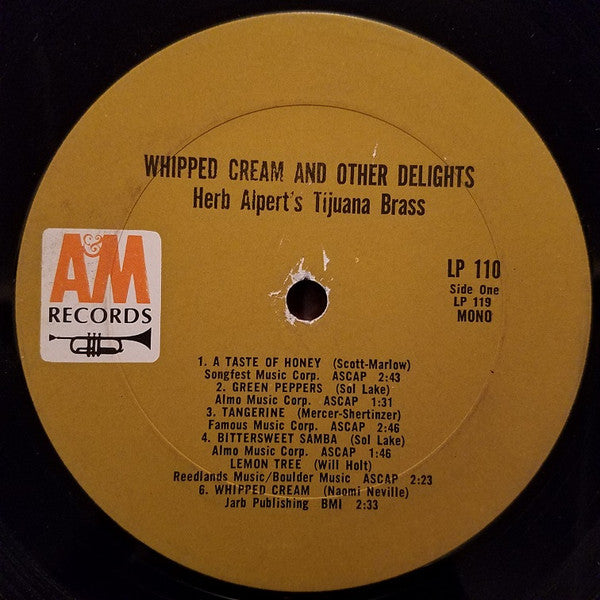 WHIPPED CREAM AND OTHER DELIGHTS
Herb Alpert's Tijuana Brass
A&M
RECORDS
LP 110
Side One
LP 119
MONO
1. A TASTE OF HONEY (Scott-Marlow)
Songfest Music Corp. ASCAP 2:43
2. GREEN PEPPERS (Sol Lake)
Almo Music Corp. ASCAP 1:31
3. TANGERINE (Mercer-Shertinzer)
Famous Music Corp. ASCAP 2:46
4. BITTERSWEET SAMBA (Sol Lake)
Almo Music Corp. ASCAP 1:46
LEMON TREE (Will Holt)
Reedlands Music/Boulder Music ASCAP 2:23
6. WHIPPED CREAM (Naomi Neville)
Jarb Publishing BMI 2:33